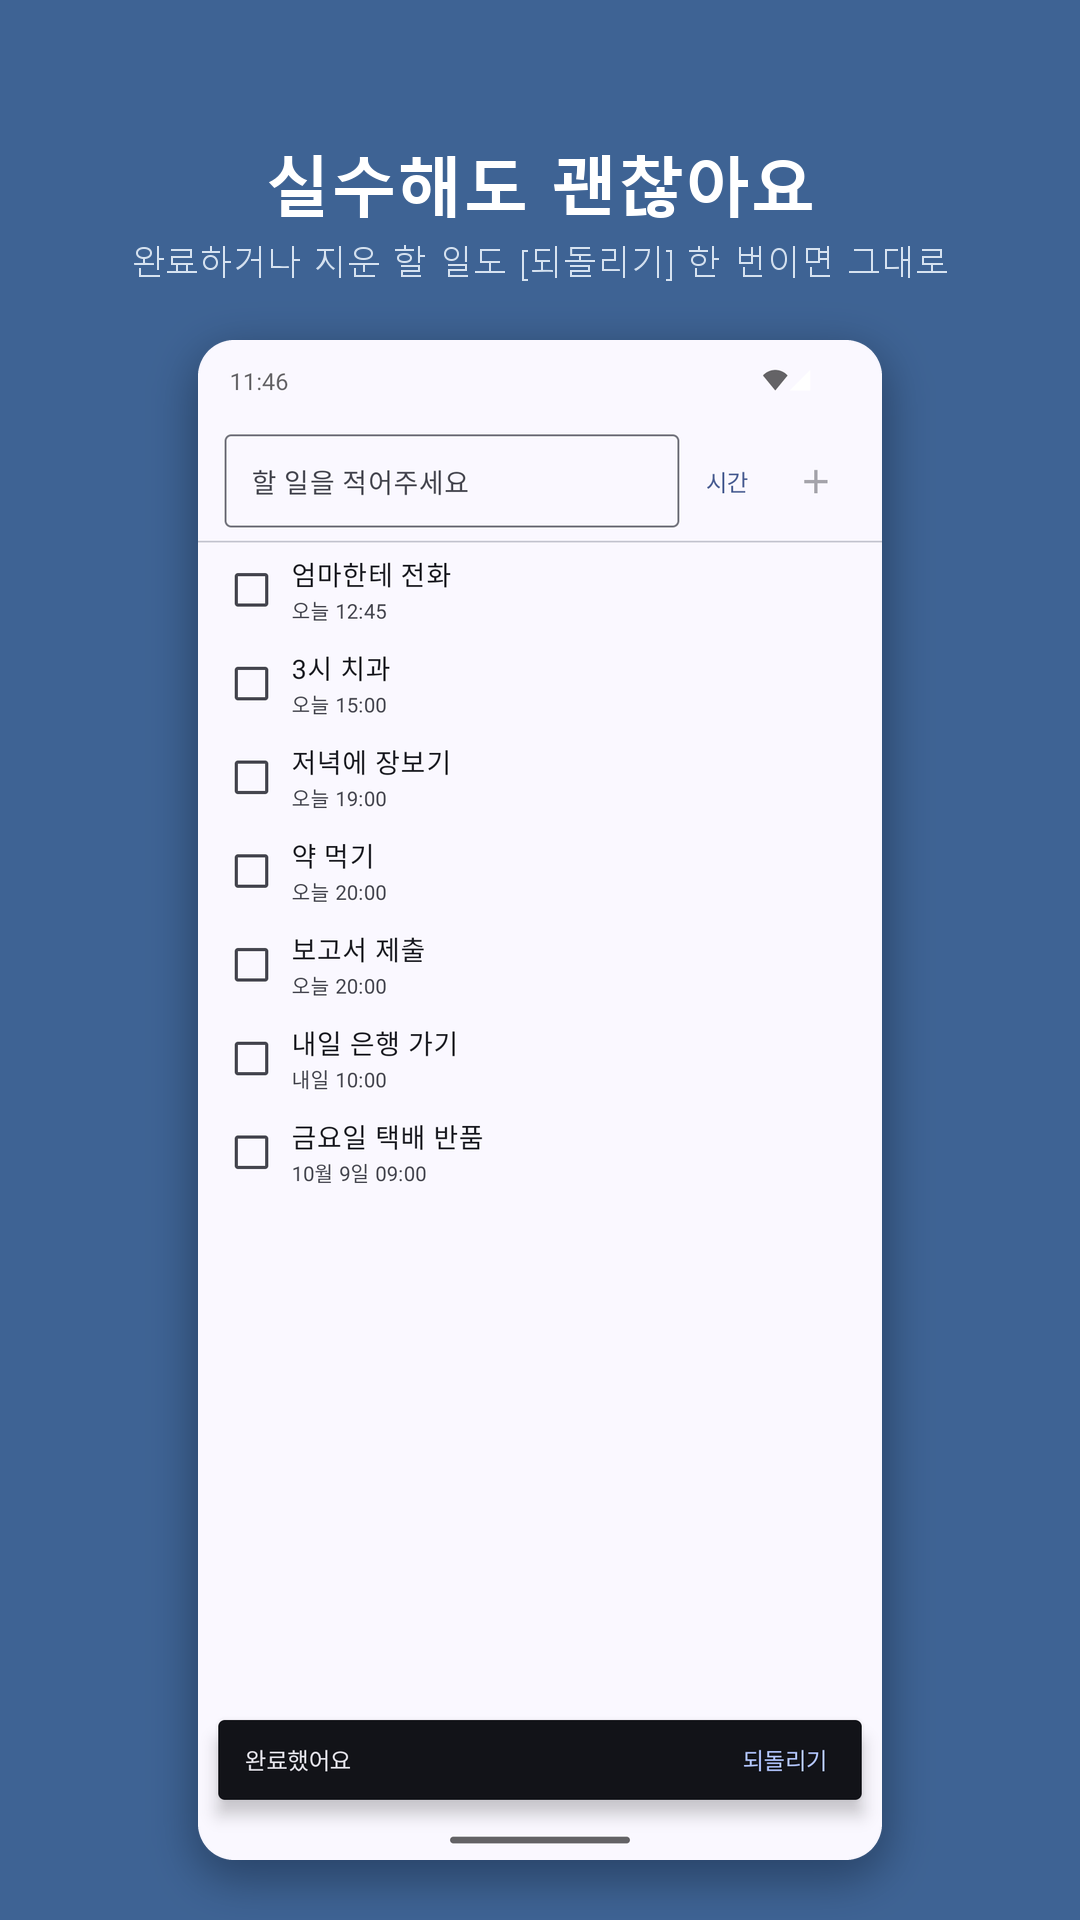 실수해도 괜찮아요
완료하거나 지운 할 일도 [되돌리기] 한 번이면 그대로
11:46
할 일을 적어주세요
시간
엄마한테 전화
오늘 12:45
3시 치과
오늘 15:00
저녁에 장보기
오늘 19:00
약 먹기
오늘 20:00
보고서 제출
오늘 20:00
내일 은행 가기
내일 10:00
금요일 택배 반품
10월 9일 09:00
완료했어요
되돌리기